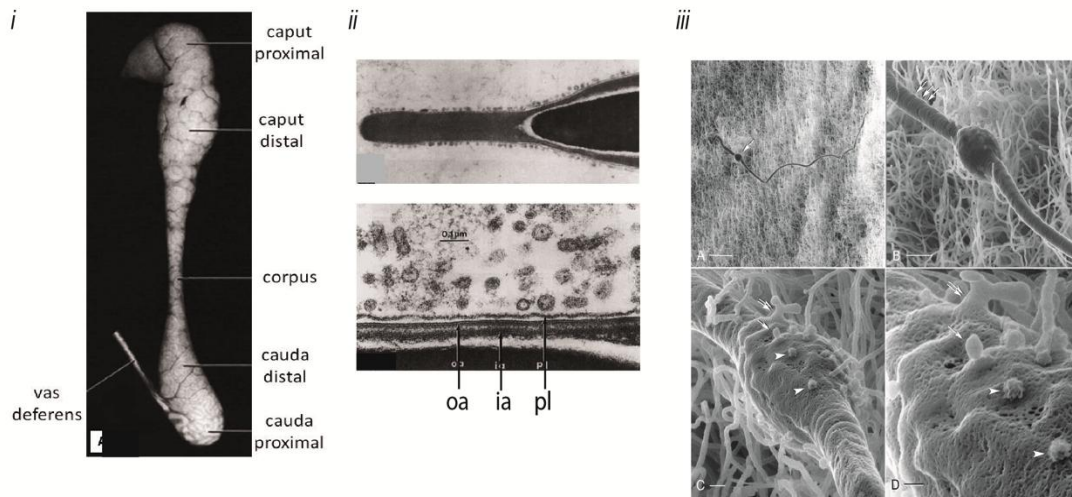 i
caput
proximal
caput
distal
corpus
cauda
distal
vas
deferens
cauda
proximal
A
ii
0.1µm
oa ia pl
oa ia pl
iii
A
B
C
D